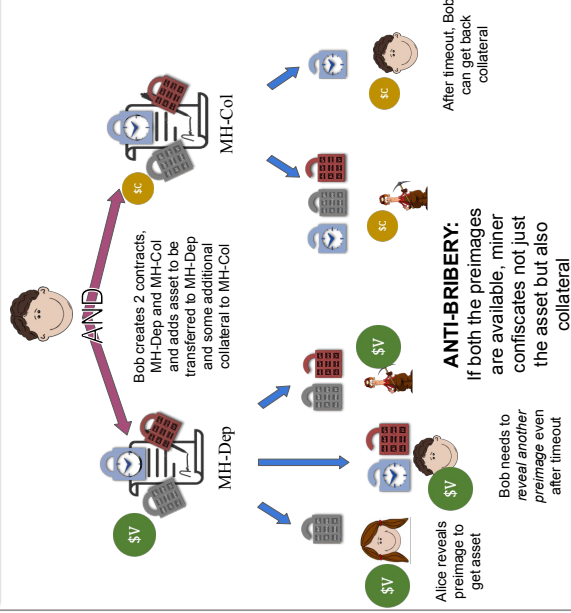 AND
Bob creates 2 contracts,
MH-Dep and MH-Col
and adds asset to be
transferred to MH-Dep
and some additional
collateral to MH-Col
$V
MH-Dep
$C
MH-Col
$V
Alice reveals
preimage to
get asset
$V
Bob needs to
reveal another
preimage even
after timeout
$V
ANTI-BRIBERY:
If both the preimages
are available, miner
confiscates not just
the asset but also
collateral
$C
$C
After timeout, Bob
can get back
collateral